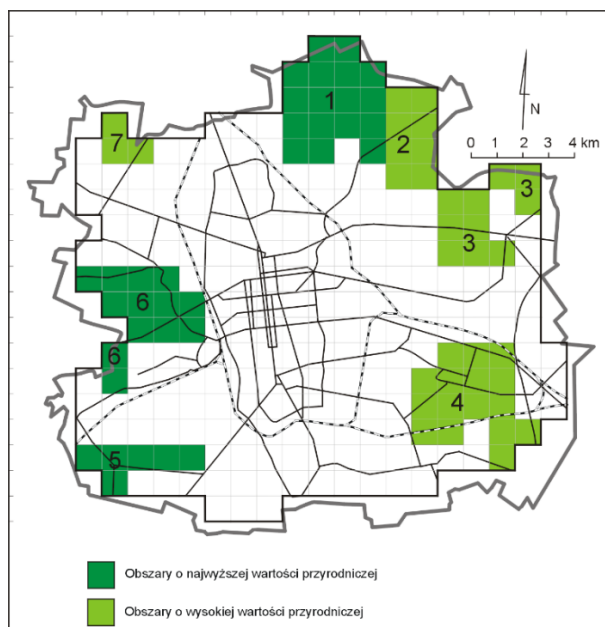 1
2
7
N
0 1 2 4 km
3
3
6
6
4
5
Obszary o najwyższej wartości przyrodniczej
Obszary o wysokiej wartości przyrodniczej